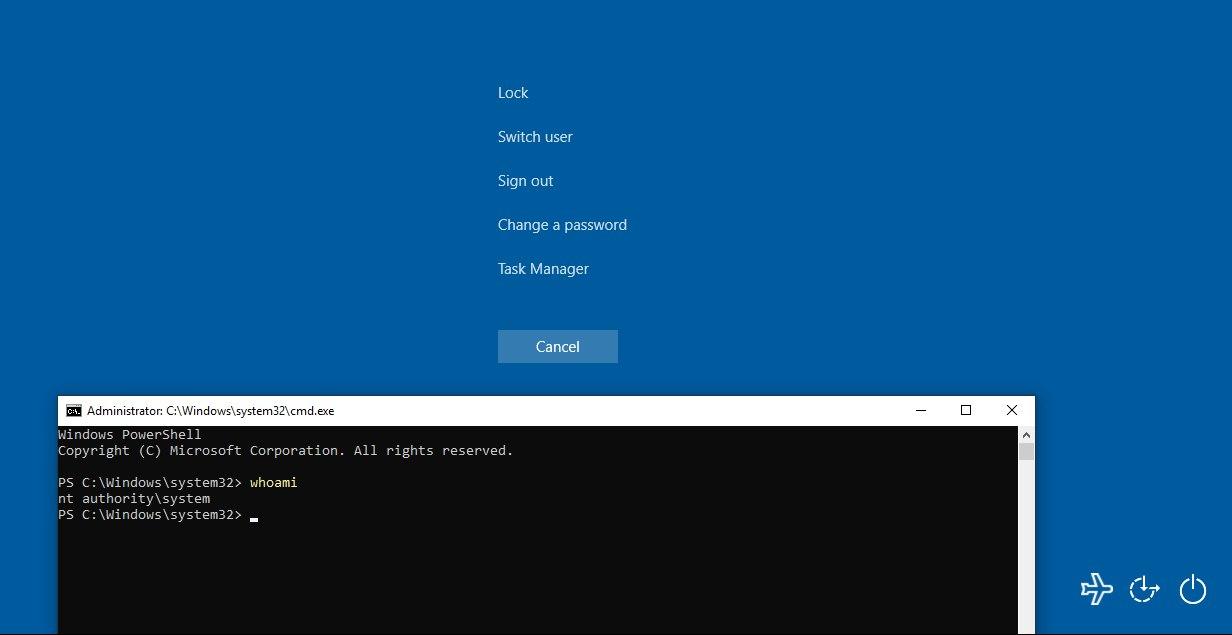 Lock
Switch user
Sign out
Change a password
Task Manager
Cancel
Administrator: C:\Windows\system32\cmd.exe
Windows PowerShell
Copyright (C) Microsoft Corporation. All rights reserved.
PS C:\Windows\system32> whoami
nt authority\system
PS C:\Windows\system32>